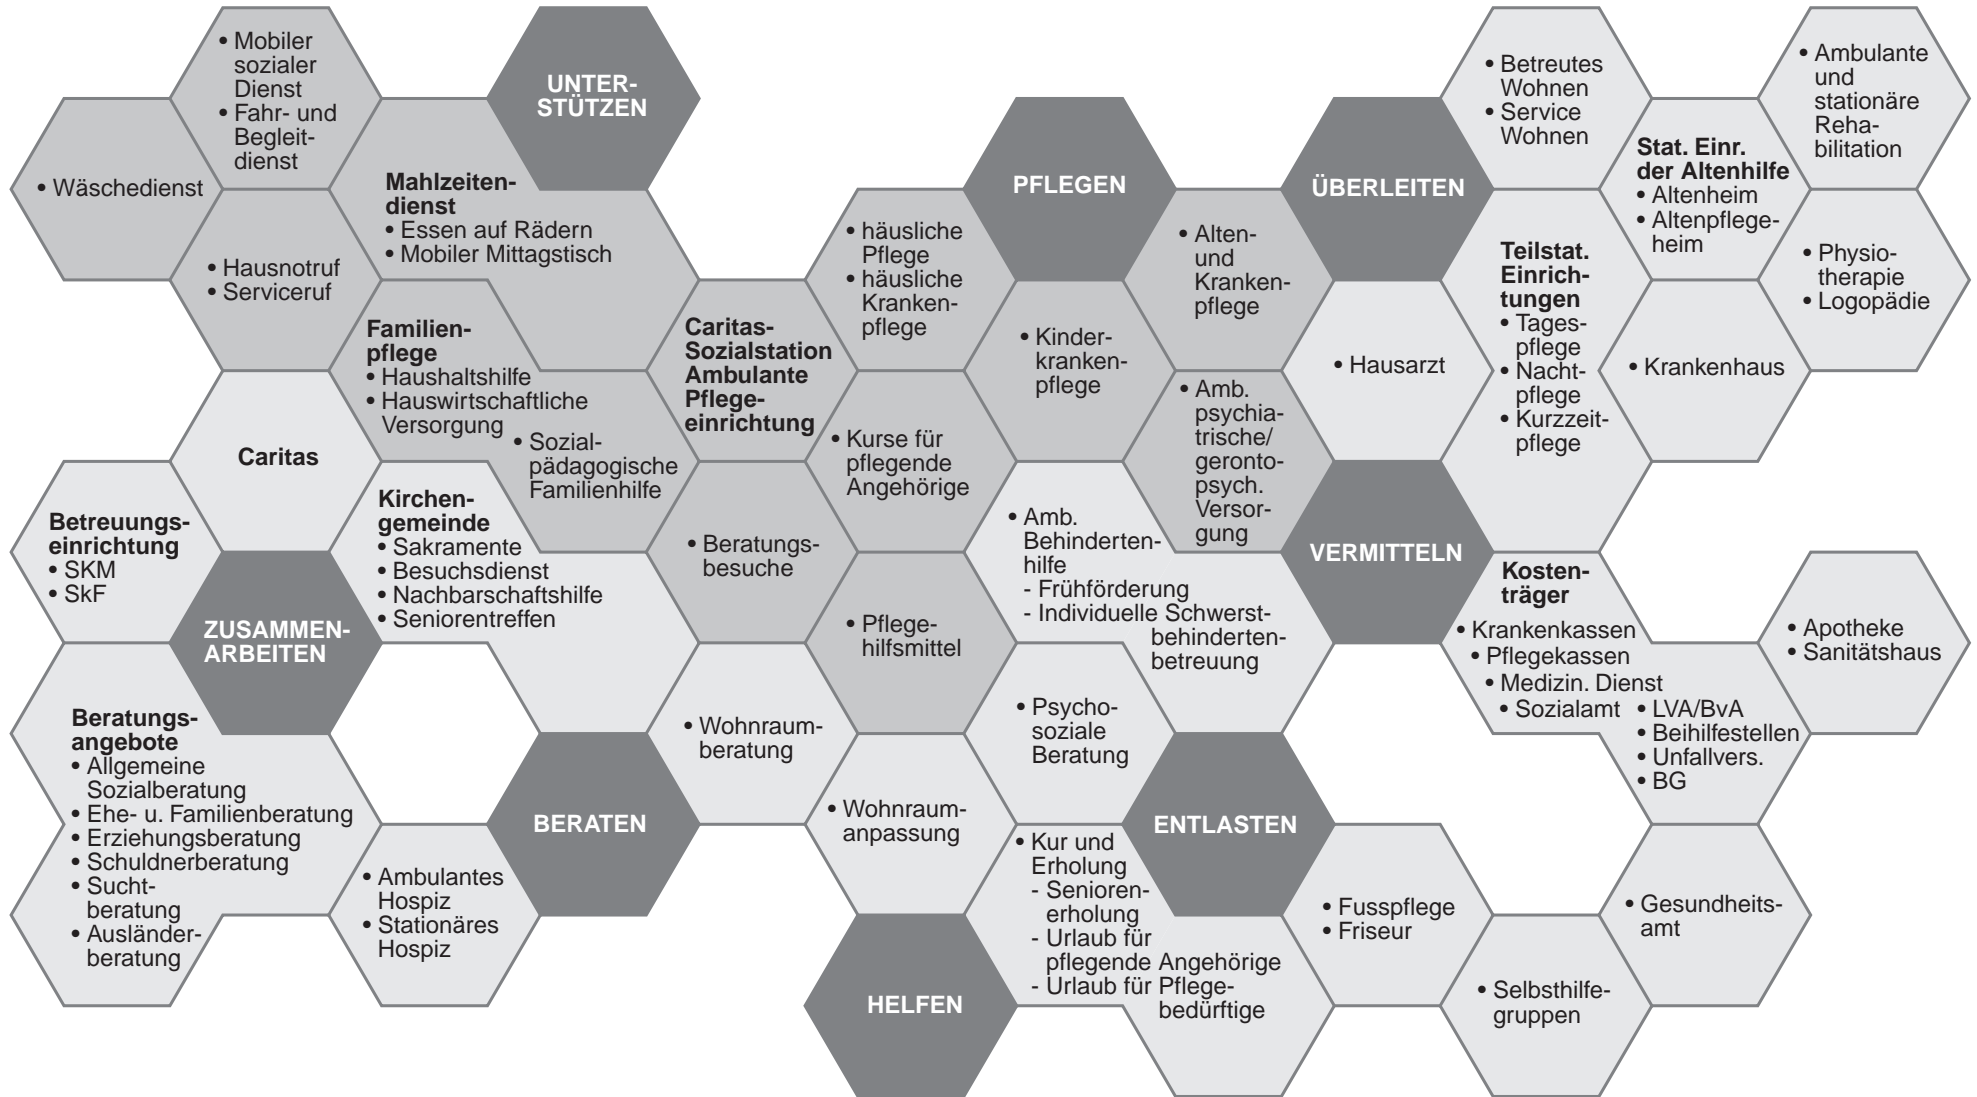 • Mobiler
sozialer
Dienst
• Fahr- und
Begleit-
dienst
UNTER-
STÜTZEN
• Wäschedienst
Mahlzeiten-
dienst
• Essen auf Rädern
• Mobiler Mittagstisch
• Hausnotruf
• Serviceruf
Familien-
pflege
• Haushaltshilfe
• Hauswirtschaftliche
Versorgung
• Sozial-
pädagogische
Familienhilfe
Caritas-
Sozialstation
Ambulante
Pflege-
einrichtung
• häusliche
Pflege
• häusliche
Kranken-
pflege
PFLEGEN
• Alten-
und
Kranken-
pflege
• Kinder-
kranken-
pflege
• Amb.
psychia-
trische/
geronto-
psych.
Versor-
gung
• Kurse für
pflegende
Angehörige
• Beratungs-
besuche
• Pflege-
hilfsmittel
ÜBERLEITEN
• Betreutes
Wohnen
• Service
Wohnen
Stat. Einr.
der Altenhilfe
• Altenheim
• Altenpflege-
heim
• Ambulante
und
stationäre
Reha-
bilitation
• Physio-
therapie
• Logopädie
Teilstat.
Einrich-
tungen
• Tages-
pflege
• Nacht-
pflege
• Kurzzeit-
pflege
• Hausarzt
• Krankenhaus
Caritas
Betreuungs-
einrichtung
• SKM
• SkF
Kirchen-
gemeinde
• Sakramente
• Besuchsdienst
• Nachbarschaftshilfe
• Seniorentreffen
ZUSAMMEN-
ARBEITEN
Beratungs-
angebote
• Allgemeine
Sozialberatung
• Ehe- u. Familienberatung
• Erziehungsberatung
• Schuldnerberatung
• Sucht-
beratung
• Ausländer-
beratung
• Ambulantes
Hospiz
• Stationäres
Hospiz
BERATEN
• Wohnraum-
beratung
• Wohnraum-
anpassung
• Amb.
Behinderten-
hilfe
- Frühförderung
- Individuelle Schwerst-
behinderten-
betreuung
• Psycho-
soziale
Beratung
VERMITTELN
Kosten-
träger
• Krankenkassen
• Pflegekassen
• Medizin. Dienst
• Sozialamt
• LVA/BvA
• Beihilfestellen
• Unfallvers.
• BG
• Apotheke
• Sanitätshaus
ENTLASTEN
• Kur und
Erholung
- Senioren-
erholung
- Urlaub für
pflegende Angehörige
- Urlaub für Pflege-
bedürftige
HELFEN
• Fusspflege
• Friseur
• Selbsthilfe-
gruppen
• Gesundheits-
amt